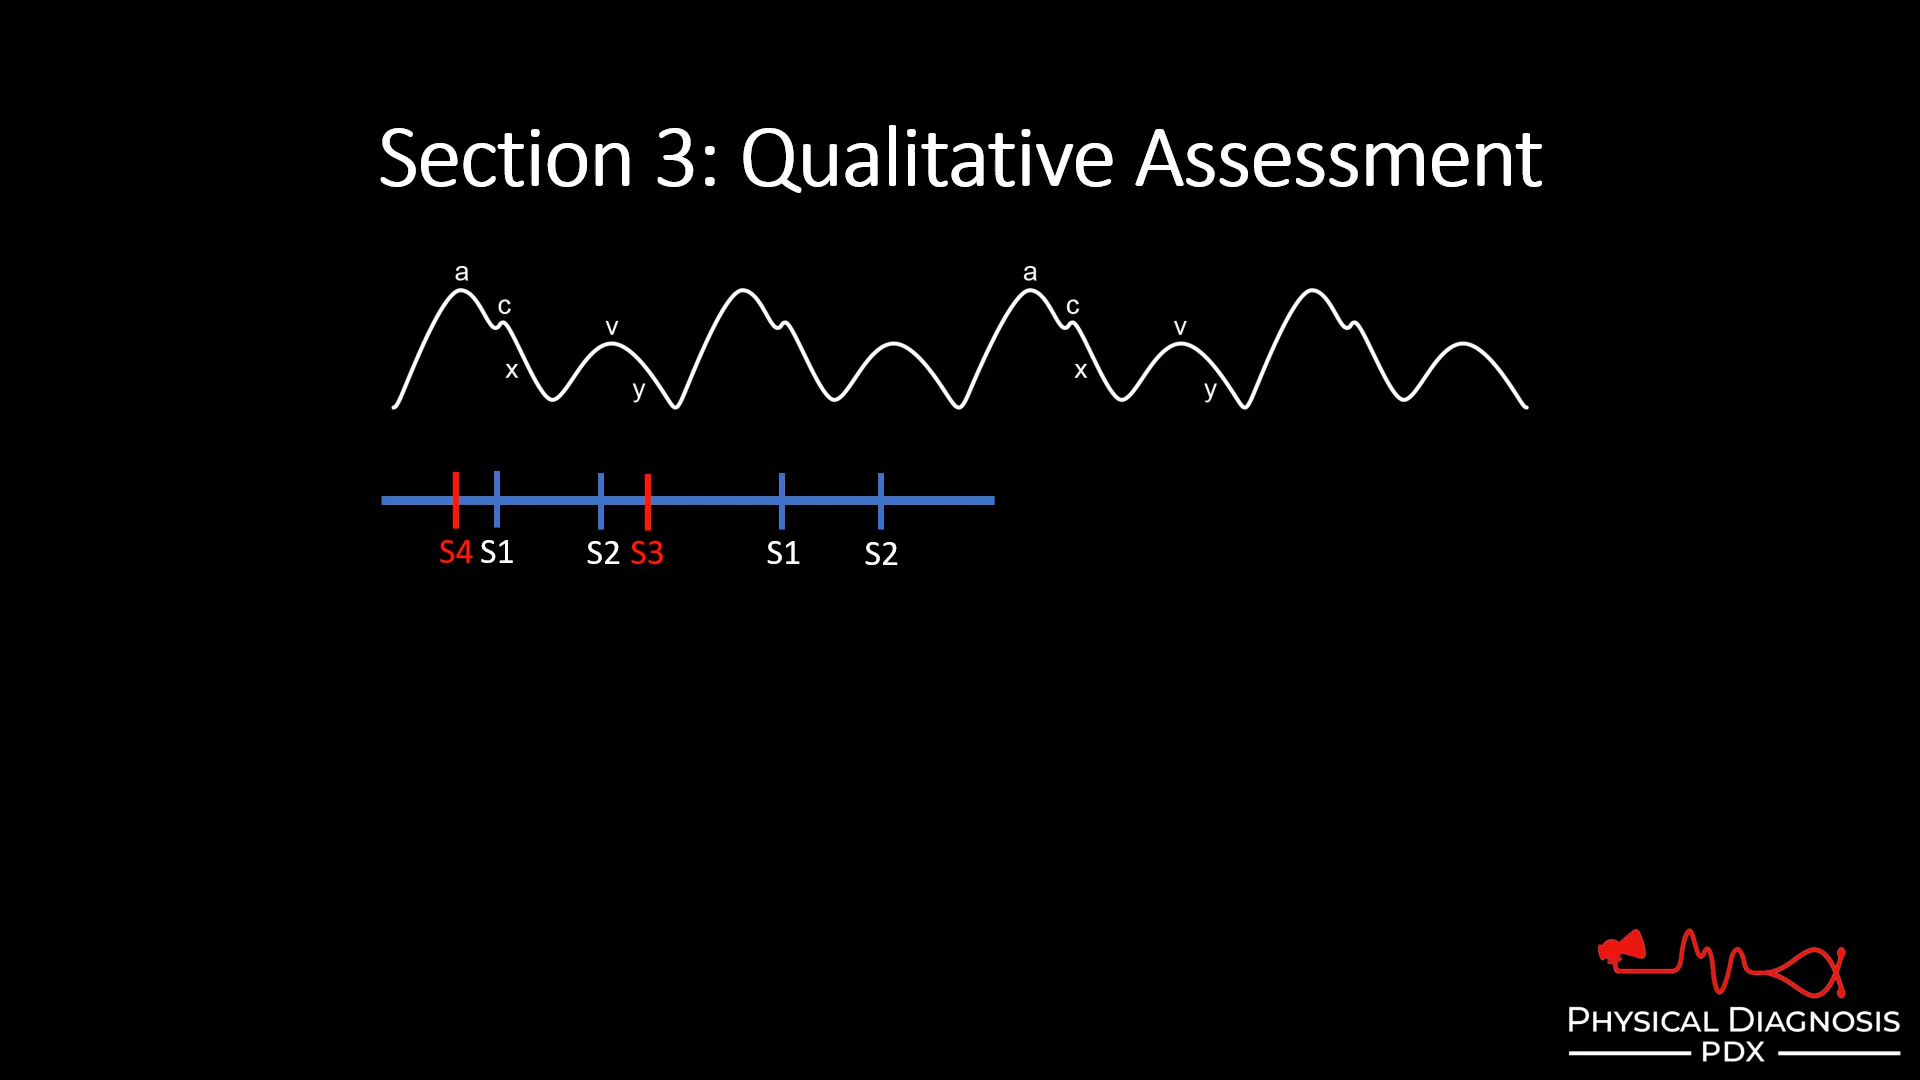 Section 3: Qualitative Assessment
a a
c c
v v
x x
y y
S4 S1 S2 S3 S1 S2
PHYSICAL DIAGNOSIS
PDX